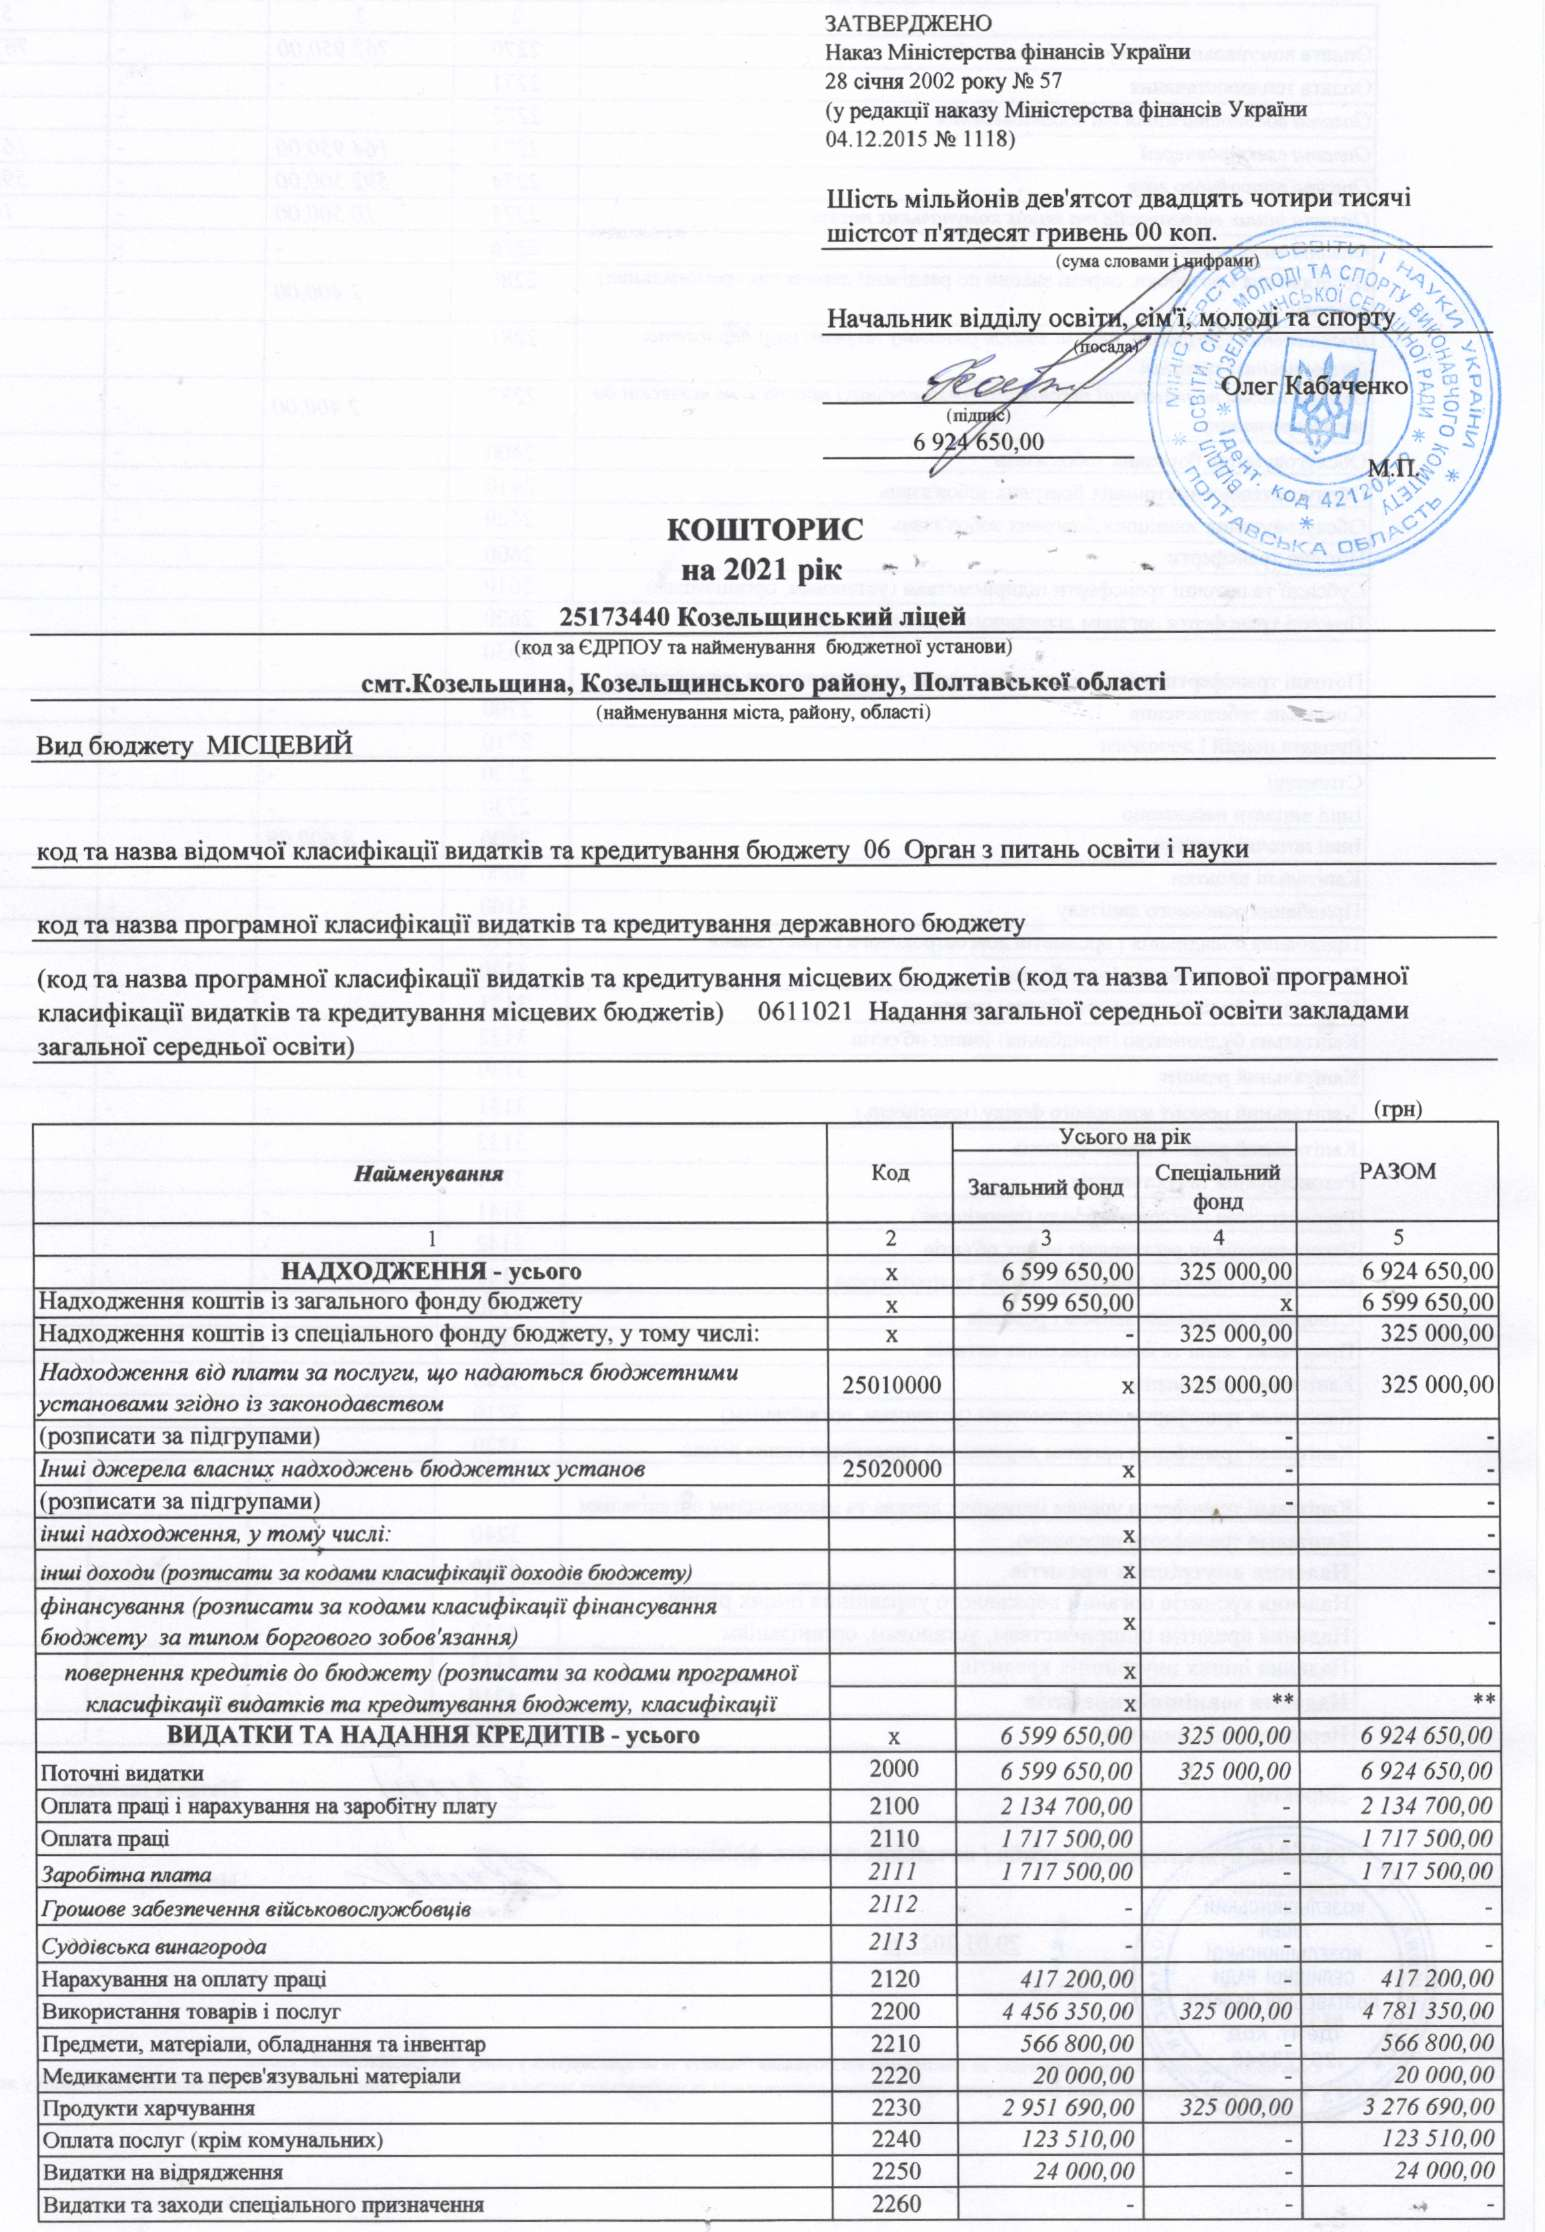 ЗАТВЕРДЖЕНО
Наказ Міністерства фінансів України
28 січня 2002 року № 57
(у редакції наказу Міністерства фінансів України
04.12.2015 № 1118)
Шість мільйонів дев'ятсот двадцять чотири тисячі
шістсот п'ятдесят гривень 00 коп.
(сума словами і цифрами)
Начальник відділу освіти, сім'ї, молоді та спорту
(посада)
Олег Кабаченко
(підпис)
6 924 650,00
М.П.
МІНІСТЕРСТВО ОСВІТИ І НАУКИ УКРАЇНИ * ПОЛТАВСЬКА ОБЛАСТЬ *
ВІДДІЛ ОСВІТИ, СІМ'Ї, МОЛОДІ ТА СПОРТУ ВИКОНАВЧОГО КОМІТЕТУ
КОЗЕЛЬЩИНСЬКОЇ СЕЛИЩНОЇ РАДИ
КОШТОРИС
на 2021 рік
25173440 Козельщинський ліцей
(код за ЄДРПОУ та найменування бюджетної установи)
смт.Козельщина, Козельщинського району, Полтавської області
(найменування міста, району, області)
Вид бюджету МІСЦЕВИЙ
код та назва відомчої класифікації видатків та кредитування бюджету 06 Орган з питань освіти і науки
код та назва програмної класифікації видатків та кредитування державного бюджету
(код та назва програмної класифікації видатків та кредитування місцевих бюджетів (код та назва Типової програмної
класифікації видатків та кредитування місцевих бюджетів) 0611021 Надання загальної середньої освіти закладами
загальної середньої освіти)
(грн)
Найменування Код Усього на рік РАЗОМ
Загальний фонд Спеціальний фонд
1 2 3 4 5
НАДХОДЖЕННЯ - усього х 6 599 650,00 325 000,00 6 924 650,00
Надходження коштів із загального фонду бюджету х 6 599 650,00 х 6 599 650,00
Надходження коштів із спеціального фонду бюджету, у тому числі: х - 325 000,00 325 000,00
Надходження від плати за послуги, що надаються бюджетними
установами згідно із законодавством 25010000 х 325 000,00 325 000,00
(розписати за підгрупами) - -
Інші джерела власних надходжень бюджетних установ 25020000 х - -
(розписати за підгрупами) - -
інші надходження, у тому числі: х -
інші доходи (розписати за кодами класифікації доходів бюджету) х -
фінансування (розписати за кодами класифікації фінансування
бюджету за типом боргового зобов'язання) х -
повернення кредитів до бюджету (розписати за кодами програмної х
класифікації видатків та кредитування бюджету, класифікації х ** **
ВИДАТКИ ТА НАДАННЯ КРЕДИТІВ - усього х 6 599 650,00 325 000,00 6 924 650,00
Поточні видатки 2000 6 599 650,00 325 000,00 6 924 650,00
Оплата праці і нарахування на заробітну плату 2100 2 134 700,00 - 2 134 700,00
Оплата праці 2110 1 717 500,00 - 1 717 500,00
Заробітна плата 2111 1 717 500,00 - 1 717 500,00
Грошове забезпечення військовослужбовців 2112 - - -
Суддівська винагорода 2113 - - -
Нарахування на оплату праці 2120 417 200,00 - 417 200,00
Використання товарів і послуг 2200 4 456 350,00 325 000,00 4 781 350,00
Предмети, матеріали, обладнання та інвентар 2210 566 800,00 - 566 800,00
Медикаменти та перев'язувальні матеріали 2220 20 000,00 - 20 000,00
Продукти харчування 2230 2 951 690,00 325 000,00 3 276 690,00
Оплата послуг (крім комунальних) 2240 123 510,00 - 123 510,00
Видатки на відрядження 2250 24 000,00 - 24 000,00
Видатки та заходи спеціального призначення 2260 - - -